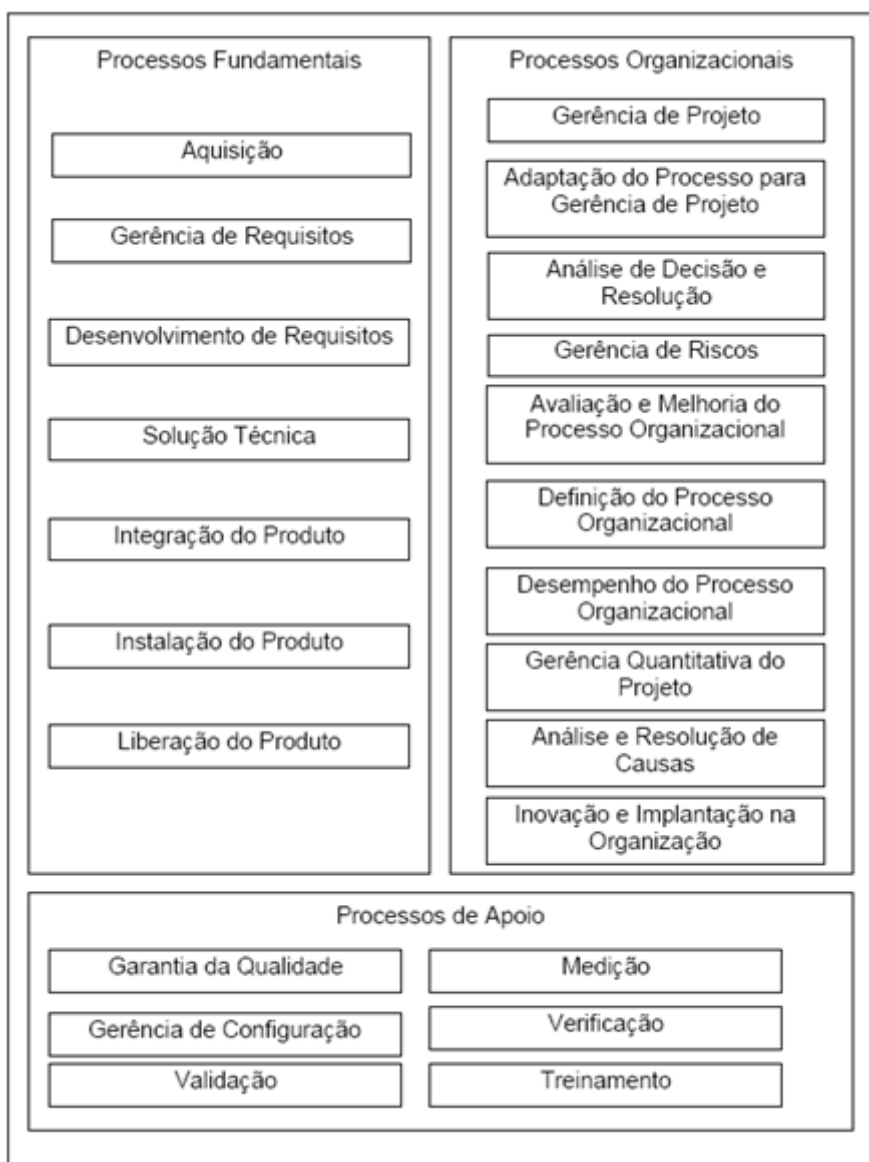 Processos Fundamentais
Aquisição
Gerência de Requisitos
Desenvolvimento de Requisitos
Solução Técnica
Integração do Produto
Instalação do Produto
Liberação do Produto
Processos Organizacionais
Gerência de Projeto
Adaptação do Processo para
Gerência de Projeto
Análise de Decisão e
Resolução
Gerência de Riscos
Avaliação e Melhoria do
Processo Organizacional
Definição do Processo
Organizacional
Desempenho do Processo
Organizacional
Gerência Quantitativa do
Projeto
Análise e Resolução de
Causas
Inovação e Implantação na
Organização
Processos de Apoio
Garantia da Qualidade
Medição
Gerência de Configuração
Verificação
Validação
Treinamento